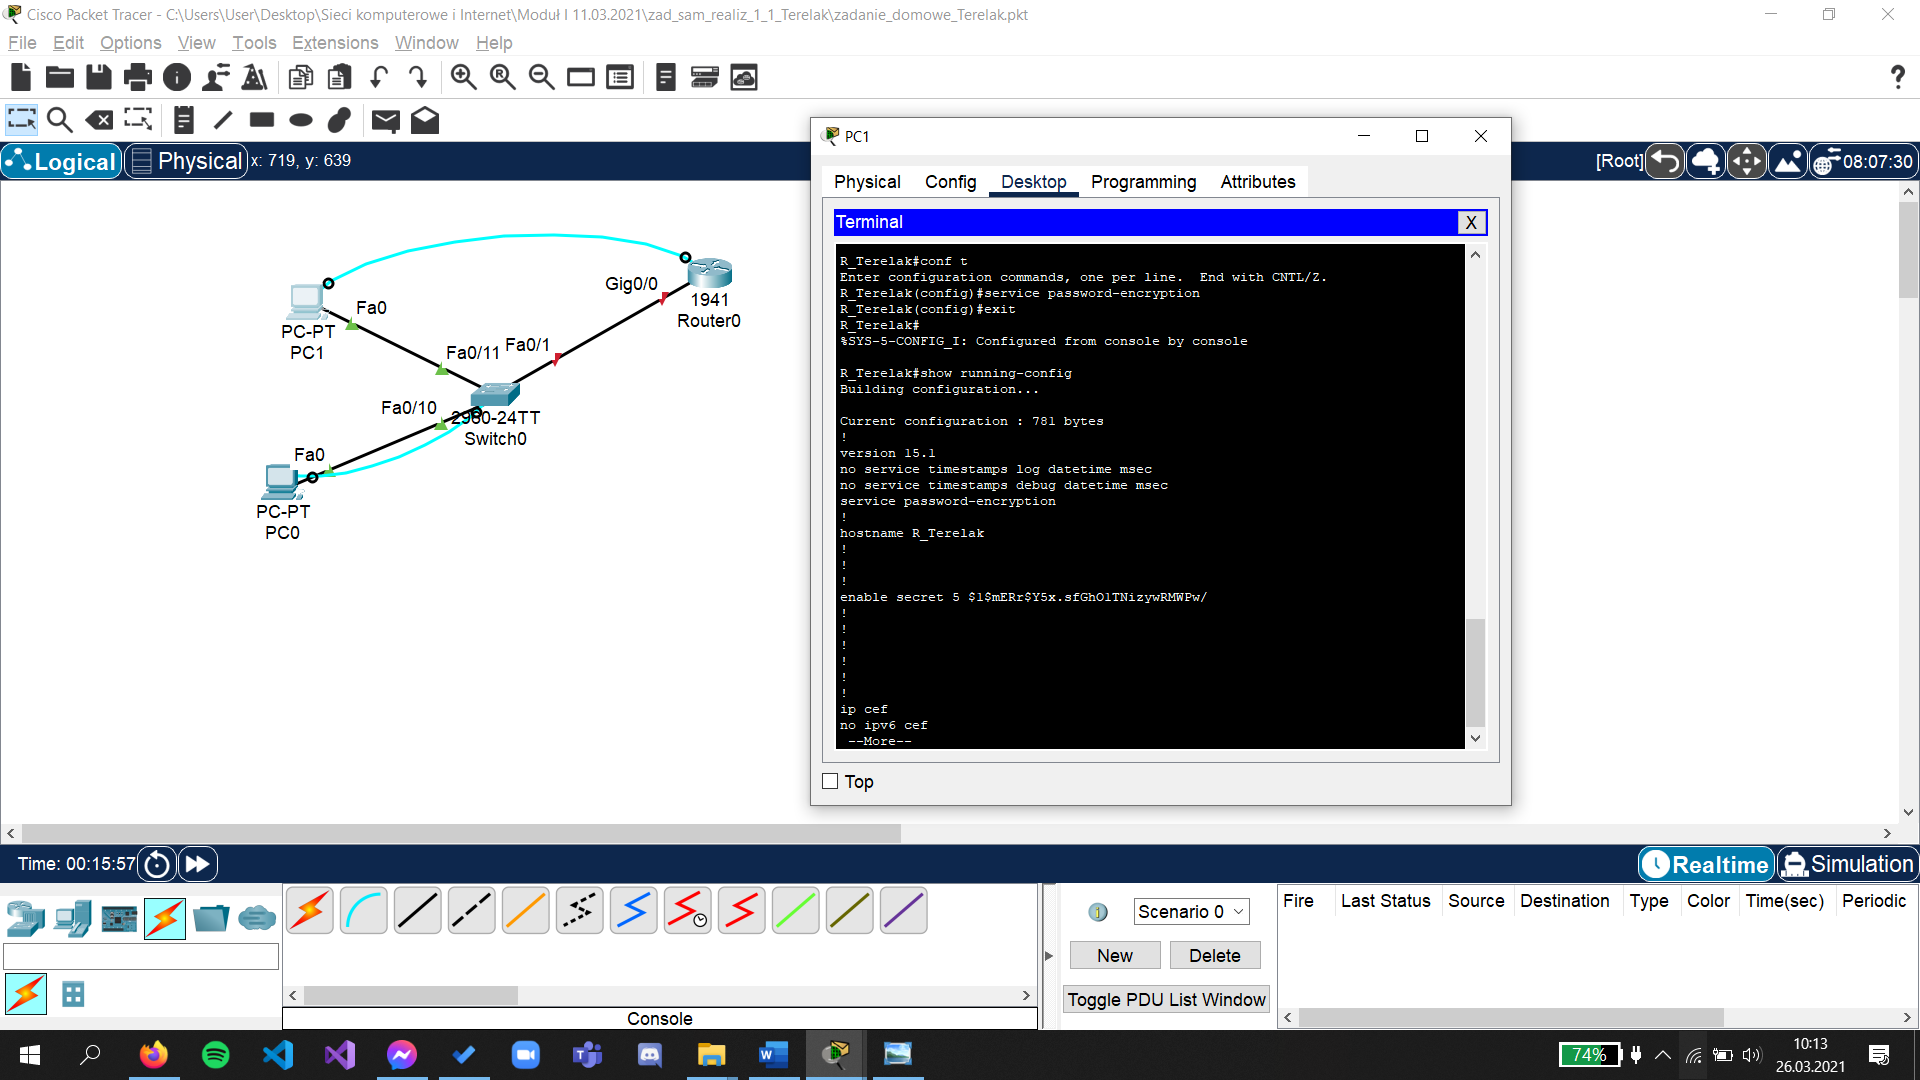 Cisco Packet Tracer - C:\Users\User\Desktop\Sieci komputerowe i Internet\Moduł I 11.03.2021\zad_sam_realiz_1_1_Terelak\zadanie_domowe_Terelak.pkt
File Edit Options View Tools Extensions Window Help
Logical Physical x: 719, y: 639
[Root] 08:07:30
PC1
Physical Config Desktop Programming Attributes
Terminal
X
R_Terelak#conf t
Enter configuration commands, one per line.  End with CNTL/Z.
R_Terelak(config)#service password-encryption
R_Terelak(config)#exit
R_Terelak#
%SYS-5-CONFIG_I: Configured from console by console
R_Terelak#show running-config
Building configuration...
Current configuration : 781 bytes
!
version 15.1
no service timestamps log datetime msec
no service timestamps debug datetime msec
service password-encryption
!
hostname R_Terelak
!
!
!
enable secret 5 $1$mERr$Y5x.sfGhOlTNizywRMWPw/
!
!
!
!
!
!
ip cef
no ipv6 cef
--More--
Top
Gig0/0
1941
Router0
Fa0
PC-PT
PC1
Fa0/11
Fa0/1
Fa0/10
2960-24TT
Switch0
Fa0
PC-PT
PC0
Time: 00:15:57
Realtime Simulation
Scenario 0
New Delete
Toggle PDU List Window
Fire Last Status Source Destination Type Color Time(sec) Periodic
Console
74%
10:13
26.03.2021